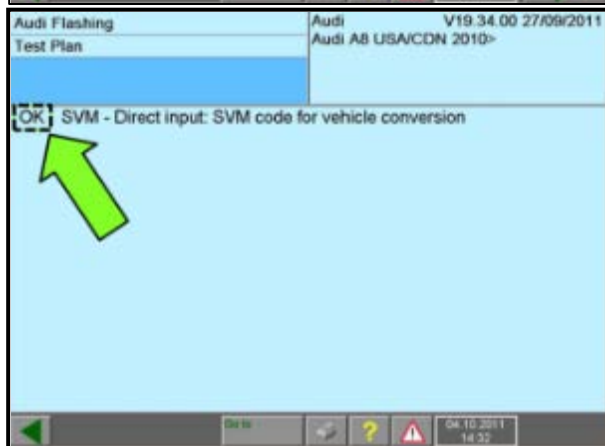 Audi Flashing
Audi V19.34.00 27/09/2011
Test Plan
Audi A8 USA/CDN 2010>
OK SVM - Direct input: SVM code for vehicle conversion
Go to
?
04.10.2011
14:32